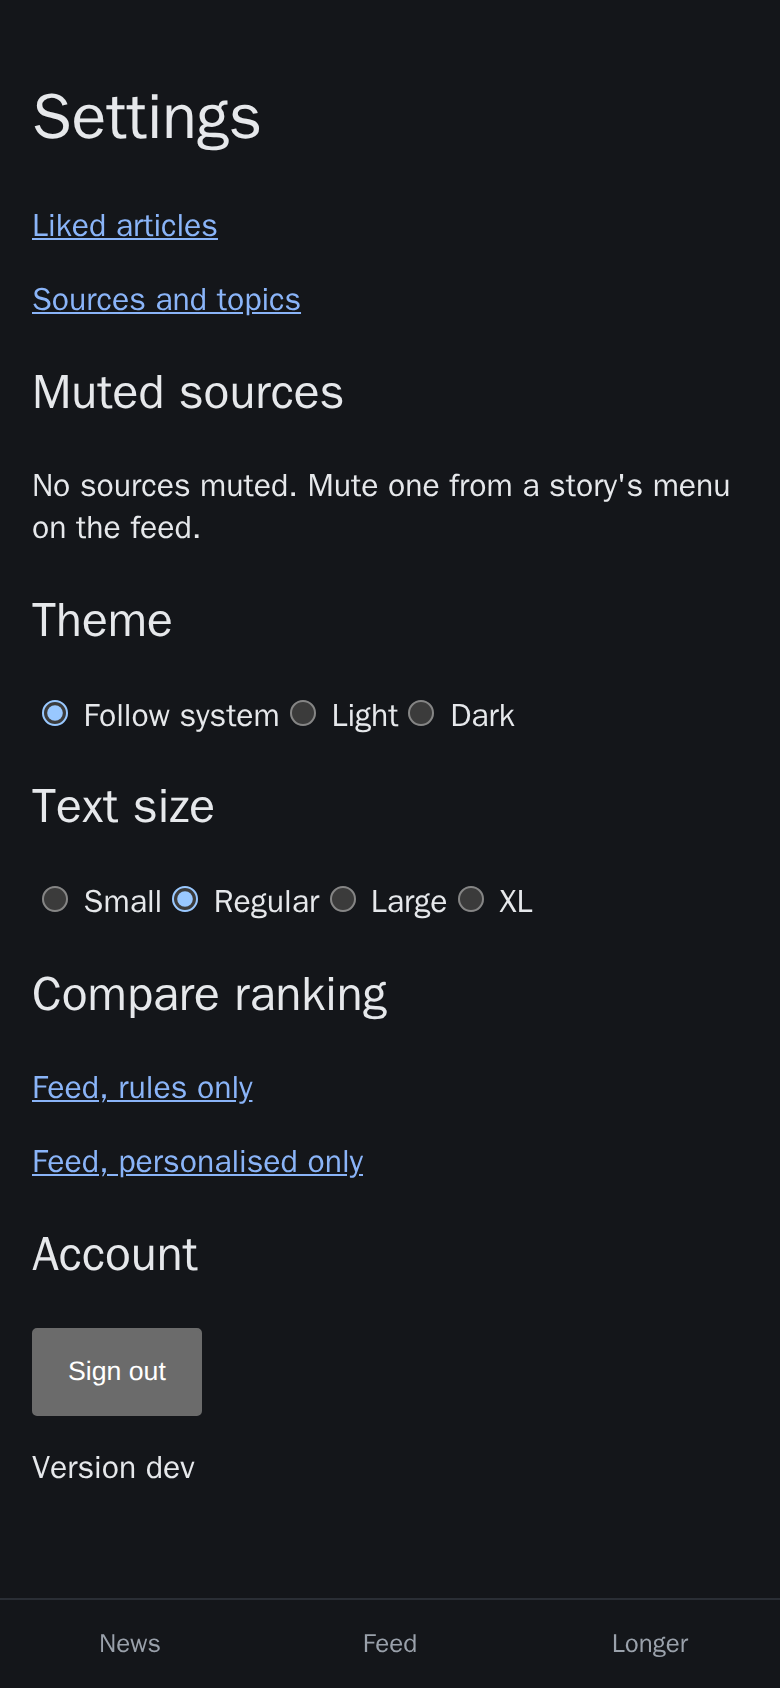 Settings
Liked articles
Sources and topics
Muted sources
No sources muted. Mute one from a story's menu
on the feed.
Theme
Follow system Light Dark
Text size
Small Regular Large XL
Compare ranking
Feed, rules only
Feed, personalised only
Account
Sign out
Version dev
News Feed Longer